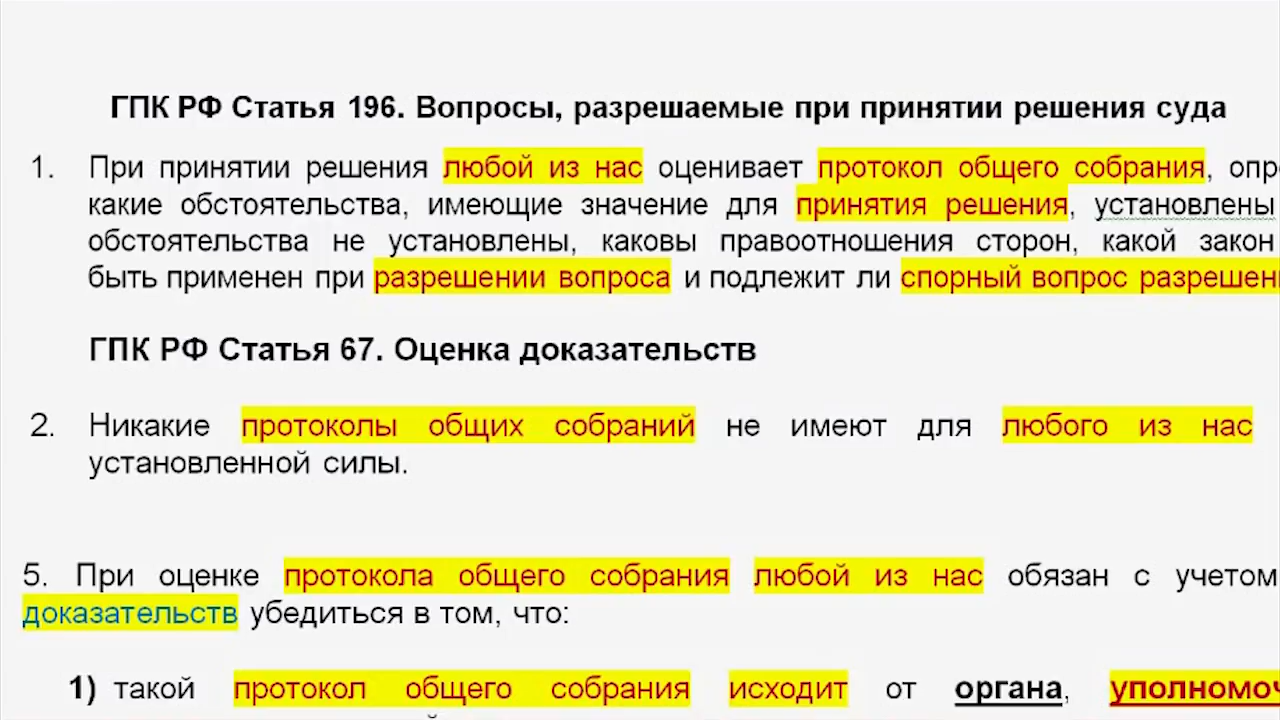 ГПК РФ Статья 196. Вопросы, разрешаемые при принятии решения суда
1. При принятии решения любой из нас оценивает протокол общего собрания,
какие обстоятельства, имеющие значение для принятия решения, установлены
обстоятельства не установлены, каковы правоотношения сторон, какой закон
быть применен при разрешении вопроса и подлежит ли спорный вопрос
ГПК РФ Статья 67. Оценка доказательств
2. Никакие протоколы общих собраний не имеют для любого из нас
установленной силы.
5. При оценке протокола общего собрания любой из нас обязан с учетом
доказательств убедиться в том, что:
1) такой протокол общего собрания исходит от органа,